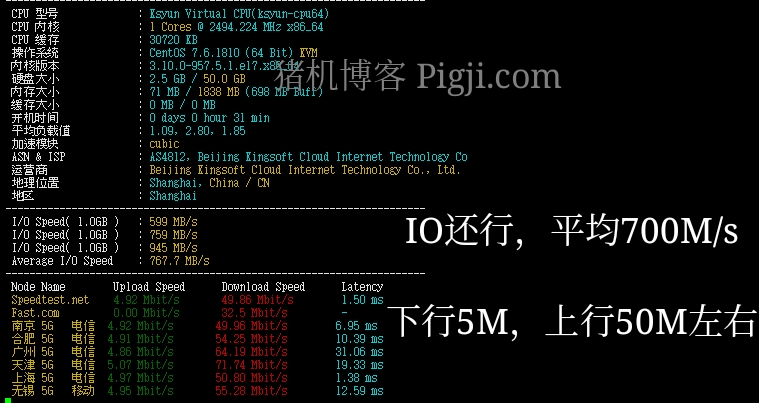 CPU 型号 : Ksyun Virtual CPU(ksyun-cpu64)
CPU 内核 : 1 Cores @ 2494.224 MHz x86_64
CPU 缓存 : 30720 KB
操作系统 : CentOS 7.6.1810 (64 Bit) KVM
内核版本 : 3.10.0-957.5.1.el7.x86_64
硬盘大小 : 2.5 GB / 50.0 GB
内存大小 : 71 MB / 1838 MB (698 MB Buff)
缓存大小 : 0 MB / 0 MB
开机时间 : 0 days 0 hour 31 min
平均负载值 : 1.09, 2.80, 1.85
加速模块 : cubic
ASN & ISP : AS4812, Beijing Kingsoft Cloud Internet Technology Co
运营商 : Beijing Kingsoft Cloud Internet Technology Co., Ltd.
地理位置 : Shanghai, China / CN
地区 : Shanghai
猪机博客 Pigji.com
I/O Speed( 1.0GB ) : 599 MB/s
I/O Speed( 1.0GB ) : 759 MB/s
I/O Speed( 1.0GB ) : 945 MB/s
Average I/O Speed : 767.7 MB/s
IO还行，平均700M/s
Node Name Upload Speed Download Speed Latency
Speedtest.net 4.92 Mbit/s 49.86 Mbit/s 1.50 ms
Fast.com 0.00 Mbit/s 32.5 Mbit/s -
南京 5G 电信 4.92 Mbit/s 49.96 Mbit/s 6.95 ms
合肥 5G 电信 4.91 Mbit/s 54.25 Mbit/s 10.39 ms
广州 5G 电信 4.86 Mbit/s 64.19 Mbit/s 31.06 ms
天津 5G 电信 5.07 Mbit/s 71.74 Mbit/s 19.33 ms
上海 5G 电信 4.97 Mbit/s 50.80 Mbit/s 1.38 ms
无锡 5G 移动 4.95 Mbit/s 55.28 Mbit/s 12.59 ms
下行5M，上行50M左右